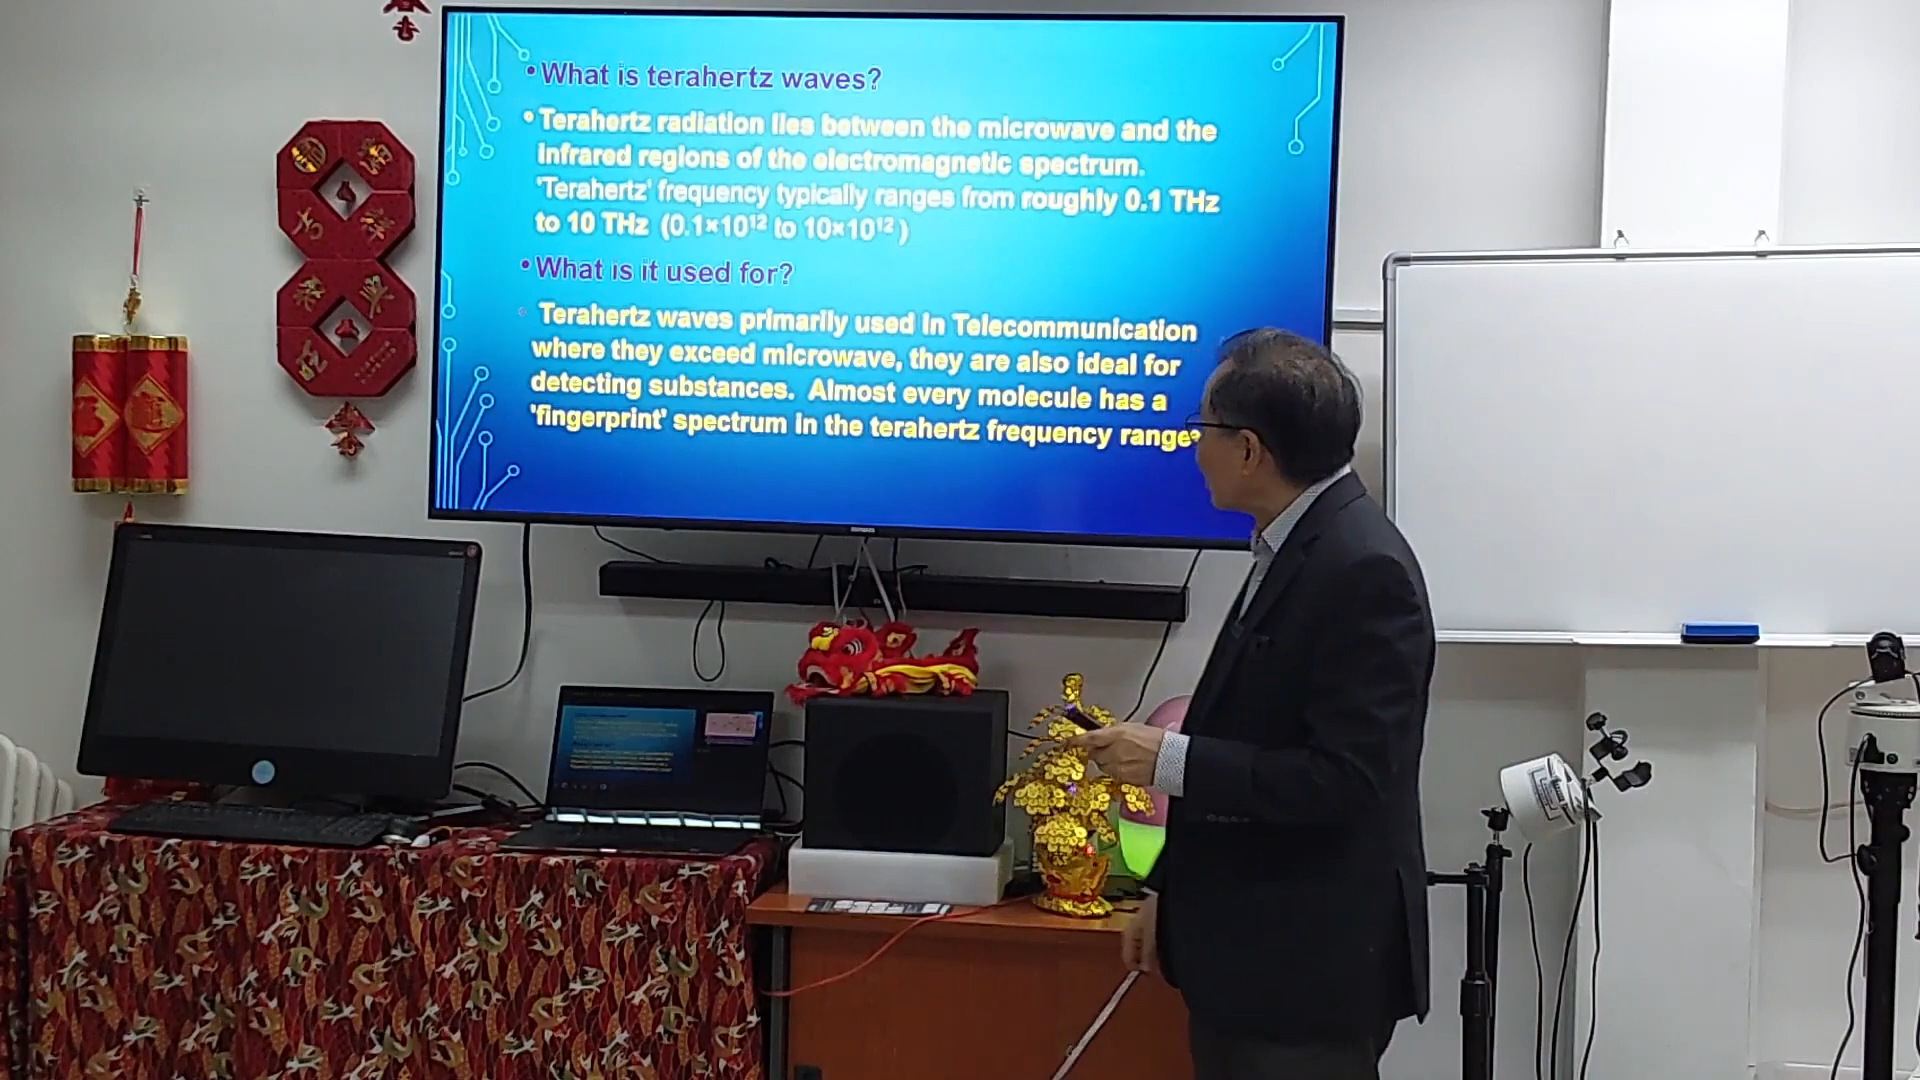 • What is terahertz waves?
• Terahertz radiation lies between the microwave and the
infrared regions of the electromagnetic spectrum.
'Terahertz' frequency typically ranges from roughly 0.1 THz
to 10 THz (0.1×10¹² to 10×10¹² )
• What is it used for?
• Terahertz waves primarily used in Telecommunication
where they exceed microwave, they are also ideal for
detecting substances. Almost every molecule has a
'fingerprint' spectrum in the terahertz frequency range